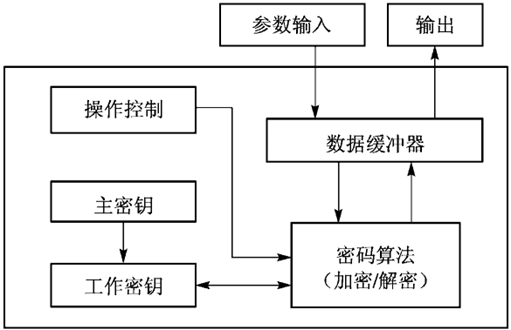 参数输入
输出
操作控制
数据缓冲器
主密钥
密码算法
（加密/解密）
工作密钥